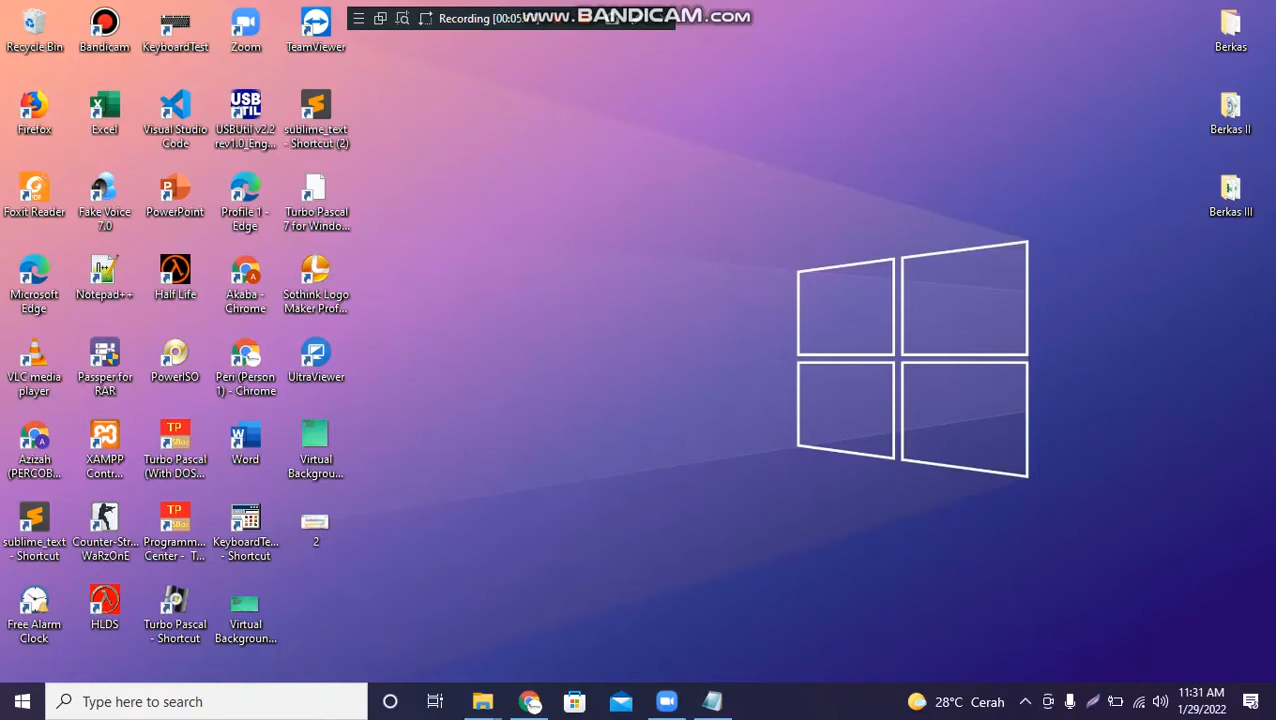 Recording [00:05
www.BANDICAM.com
Recycle Bin
Bandicam
KeyboardTest
Zoom
TeamViewer
Berkas
Firefox
Excel
Visual Studio
Code
USBUtil v2.2
rev1.0_Eng...
sublime_text
- Shortcut (2)
Berkas II
Foxit Reader
Fake Voice
7.0
PowerPoint
Profile 1 -
Edge
Turbo Pascal
7 for Windo...
Berkas III
Microsoft
Edge
Notepad++
Half Life
Akaba -
Chrome
Sothink Logo
Maker Prof...
VLC media
player
Passper for
RAR
PowerISO
Peri (Person
1) - Chrome
UltraViewer
Azizah
(PERCOB...
XAMPP
Contr...
Turbo Pascal
(With DOS...
Word
Virtual
Backgroun...
sublime_text
- Shortcut
Counter-Str...
WaRzOnE
Programm...
Center - T...
KeyboardTe...
- Shortcut
2
Free Alarm
Clock
HLDS
Turbo Pascal
- Shortcut
Virtual
Backgroun...
Type here to search
28°C Cerah
11:31 AM
1/29/2022